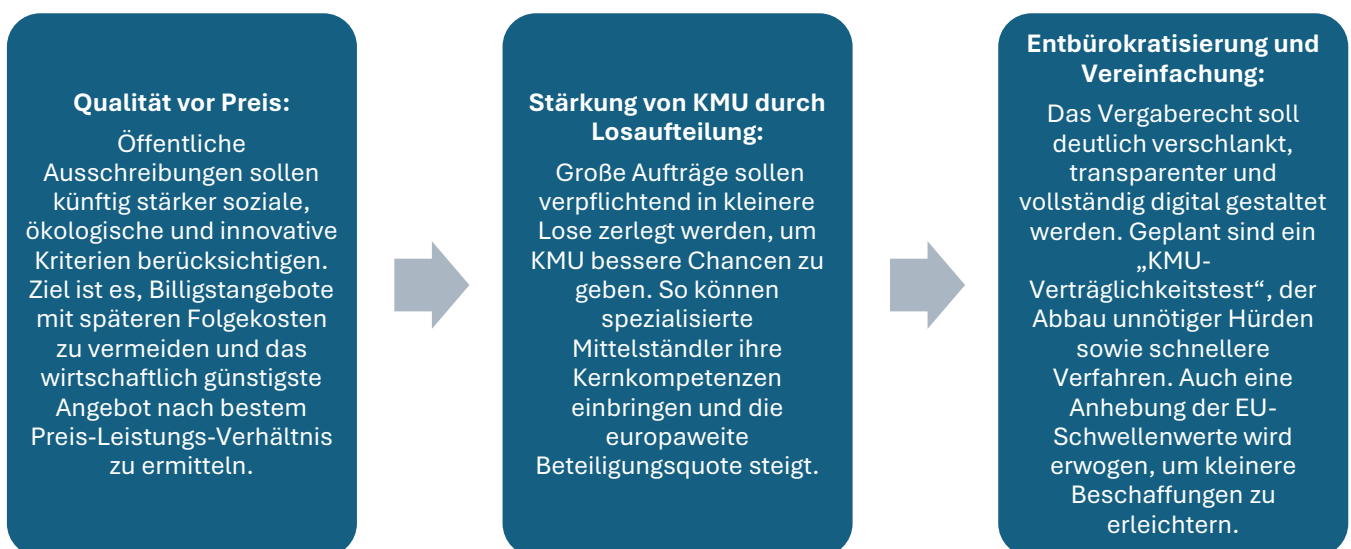 Qualität vor Preis:
Öffentliche
Ausschreibungen sollen
künftig stärker soziale,
ökologische und innovative
Kriterien berücksichtigen.
Ziel ist es, Billigstangebote
mit späteren Folgekosten
zu vermeiden und das
wirtschaftlich günstigste
Angebot nach bestem
Preis-Leistungs-Verhältnis
zu ermitteln.
Stärkung von KMU durch
Losaufteilung:
Große Aufträge sollen
verpflichtend in kleinere
Lose zerlegt werden, um
KMU bessere Chancen zu
geben. So können
spezialisierte
Mittelständler ihre
Kernkompetenzen
einbringen und die
europaweite
Beteiligungsquote steigt.
Entbürokratisierung und
Vereinfachung:
Das Vergaberecht soll
deutlich verschlankt,
transparenter und
vollständig digital gestaltet
werden. Geplant sind ein
„KMU-
Verträglichkeitstest“, der
Abbau unnötiger Hürden
sowie schnellere
Verfahren. Auch eine
Anhebung der EU-
Schwellenwerte wird
erwogen, um kleinere
Beschaffungen zu
erleichtern.